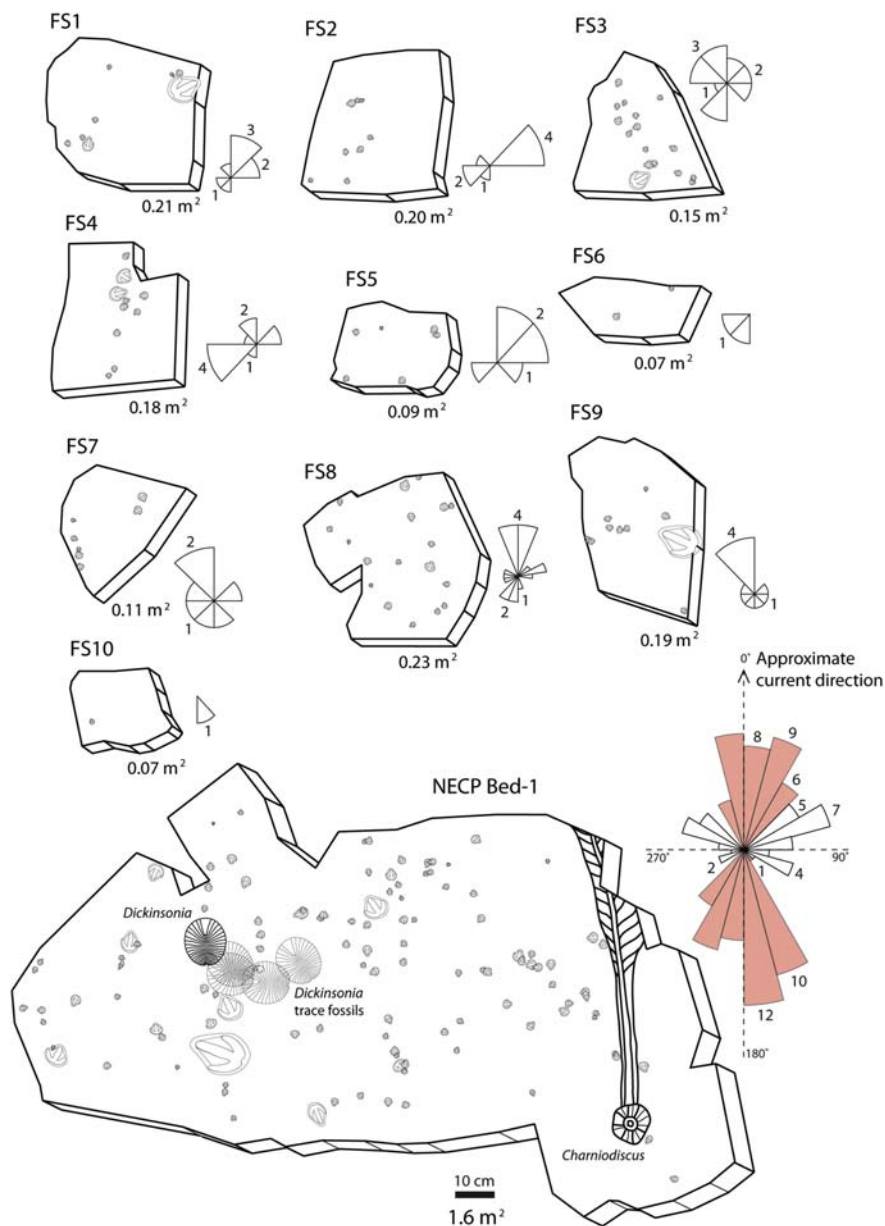 FS1
3
2
1
0.21 m²
FS2
4
2
1
0.20 m²
FS3
3
2
1
0.15 m²
FS4
2
4
1
0.18 m²
FS5
2
1
0.09 m²
FS6
1
0.07 m²
FS7
2
1
0.11 m²
FS8
4
2
1
0.23 m²
FS9
4
1
0.19 m²
FS10
1
0.07 m²
0°
Approximate
current direction
8
9
6
5
7
270°
90°
2
1
4
10
12
180°
NECP Bed-1
Dickinsonia
Dickinsonia
trace fossils
Charniodiscus
10 cm
1.6 m²